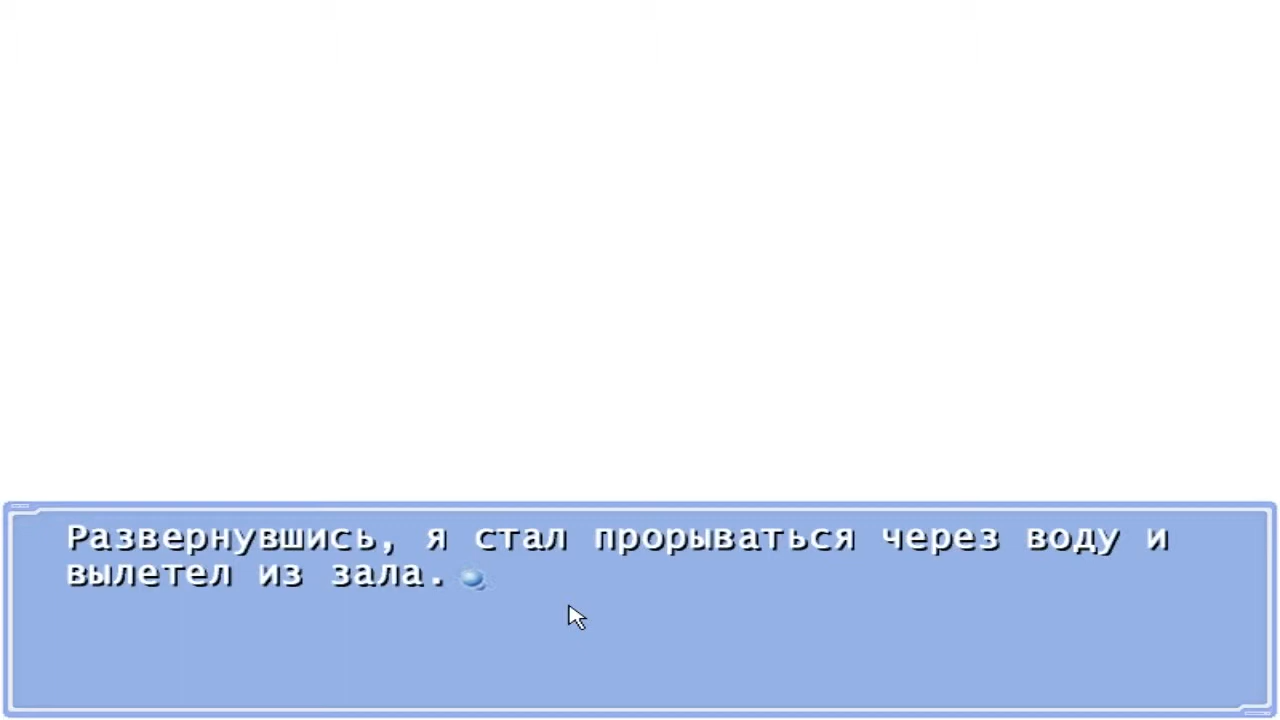 Развернувшись, я стал прорываться через воду и
вылетел из зала.